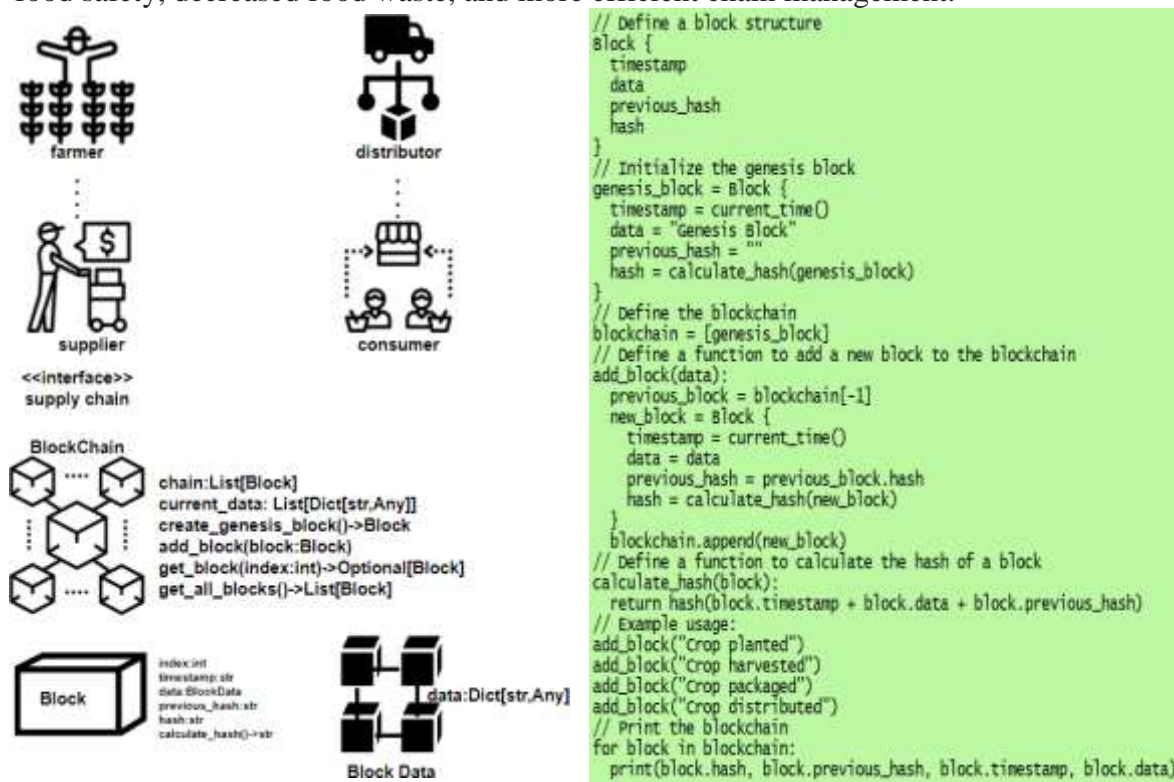 food safety, decreased food waste, and more efficient chain management.
farmer
distributor
$
supplier
consumer
<<interface>>
supply chain
BlockChain
chain:List[Block]
current_data: List[Dict[str,Any]]
create_genesis_block()->Block
add_block(block:Block)
get_block(index:int)->Optional[Block]
get_all_blocks()->List[Block]
Block
index:int
timestamp:str
data:BlockData
previous_hash:str
hash:str
calculate_hash()->str
data:Dict[str,Any]
Block Data
// Define a block structure
Block {
timestamp
data
previous_hash
hash
}
// Initialize the genesis block
genesis_block = Block {
timestamp = current_time()
data = "Genesis Block"
previous_hash = ""
hash = calculate_hash(genesis_block)
}
// Define the blockchain
blockchain = [genesis_block]
// Define a function to add a new block to the blockchain
add_block(data):
previous_block = blockchain[-1]
new_block = Block {
timestamp = current_time()
data = data
previous_hash = previous_block.hash
hash = calculate_hash(new_block)
}
blockchain.append(new_block)
// Define a function to calculate the hash of a block
calculate_hash(block):
return hash(block.timestamp + block.data + block.previous_hash)
// Example usage:
add_block("Crop planted")
add_block("Crop harvested")
add_block("Crop packaged")
add_block("Crop distributed")
// Print the blockchain
for block in blockchain:
print(block.hash, block.previous_hash, block.timestamp, block.data)